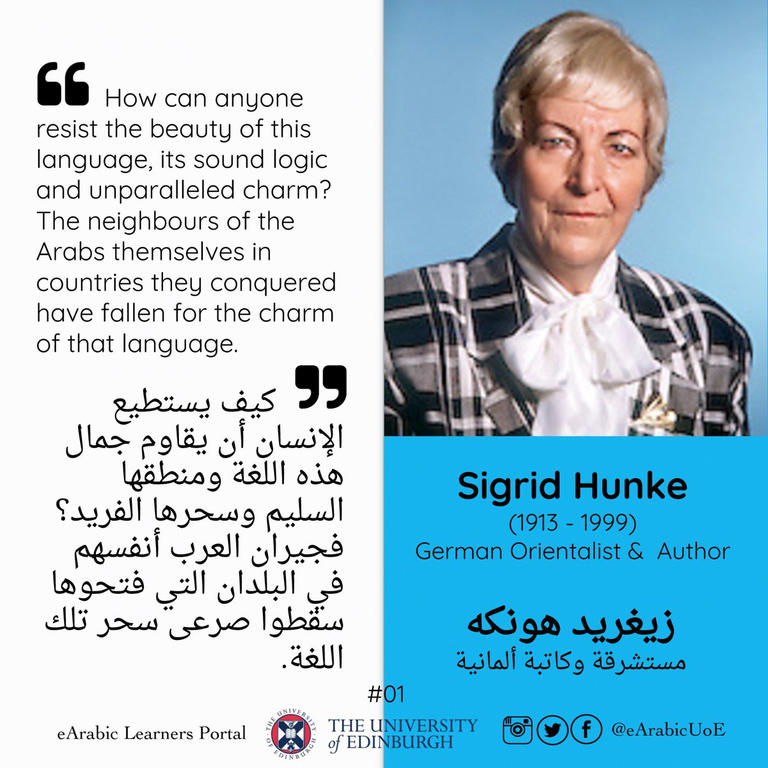 How can anyone
resist the beauty of this
language, its sound logic
and unparalleled charm?
The neighbours of the
Arabs themselves in
countries they conquered
have fallen for the charm
of that language.
كيف يستطيع
الإنسان أن يقاوم جمال
هذه اللغة ومنطقها
السليم وسحرها الفريد؟
فجيران العرب أنفسهم
في البلدان التي فتحوها
سقطوا صرعى سحر تلك
اللغة.
Sigrid Hunke
(1913 - 1999)
German Orientalist & Author
زيغريد هونكه
مستشرقة وكاتبة ألمانية
#01
eArabic Learners Portal
THE UNIVERSITY
of EDINBURGH
@eArabicUoE